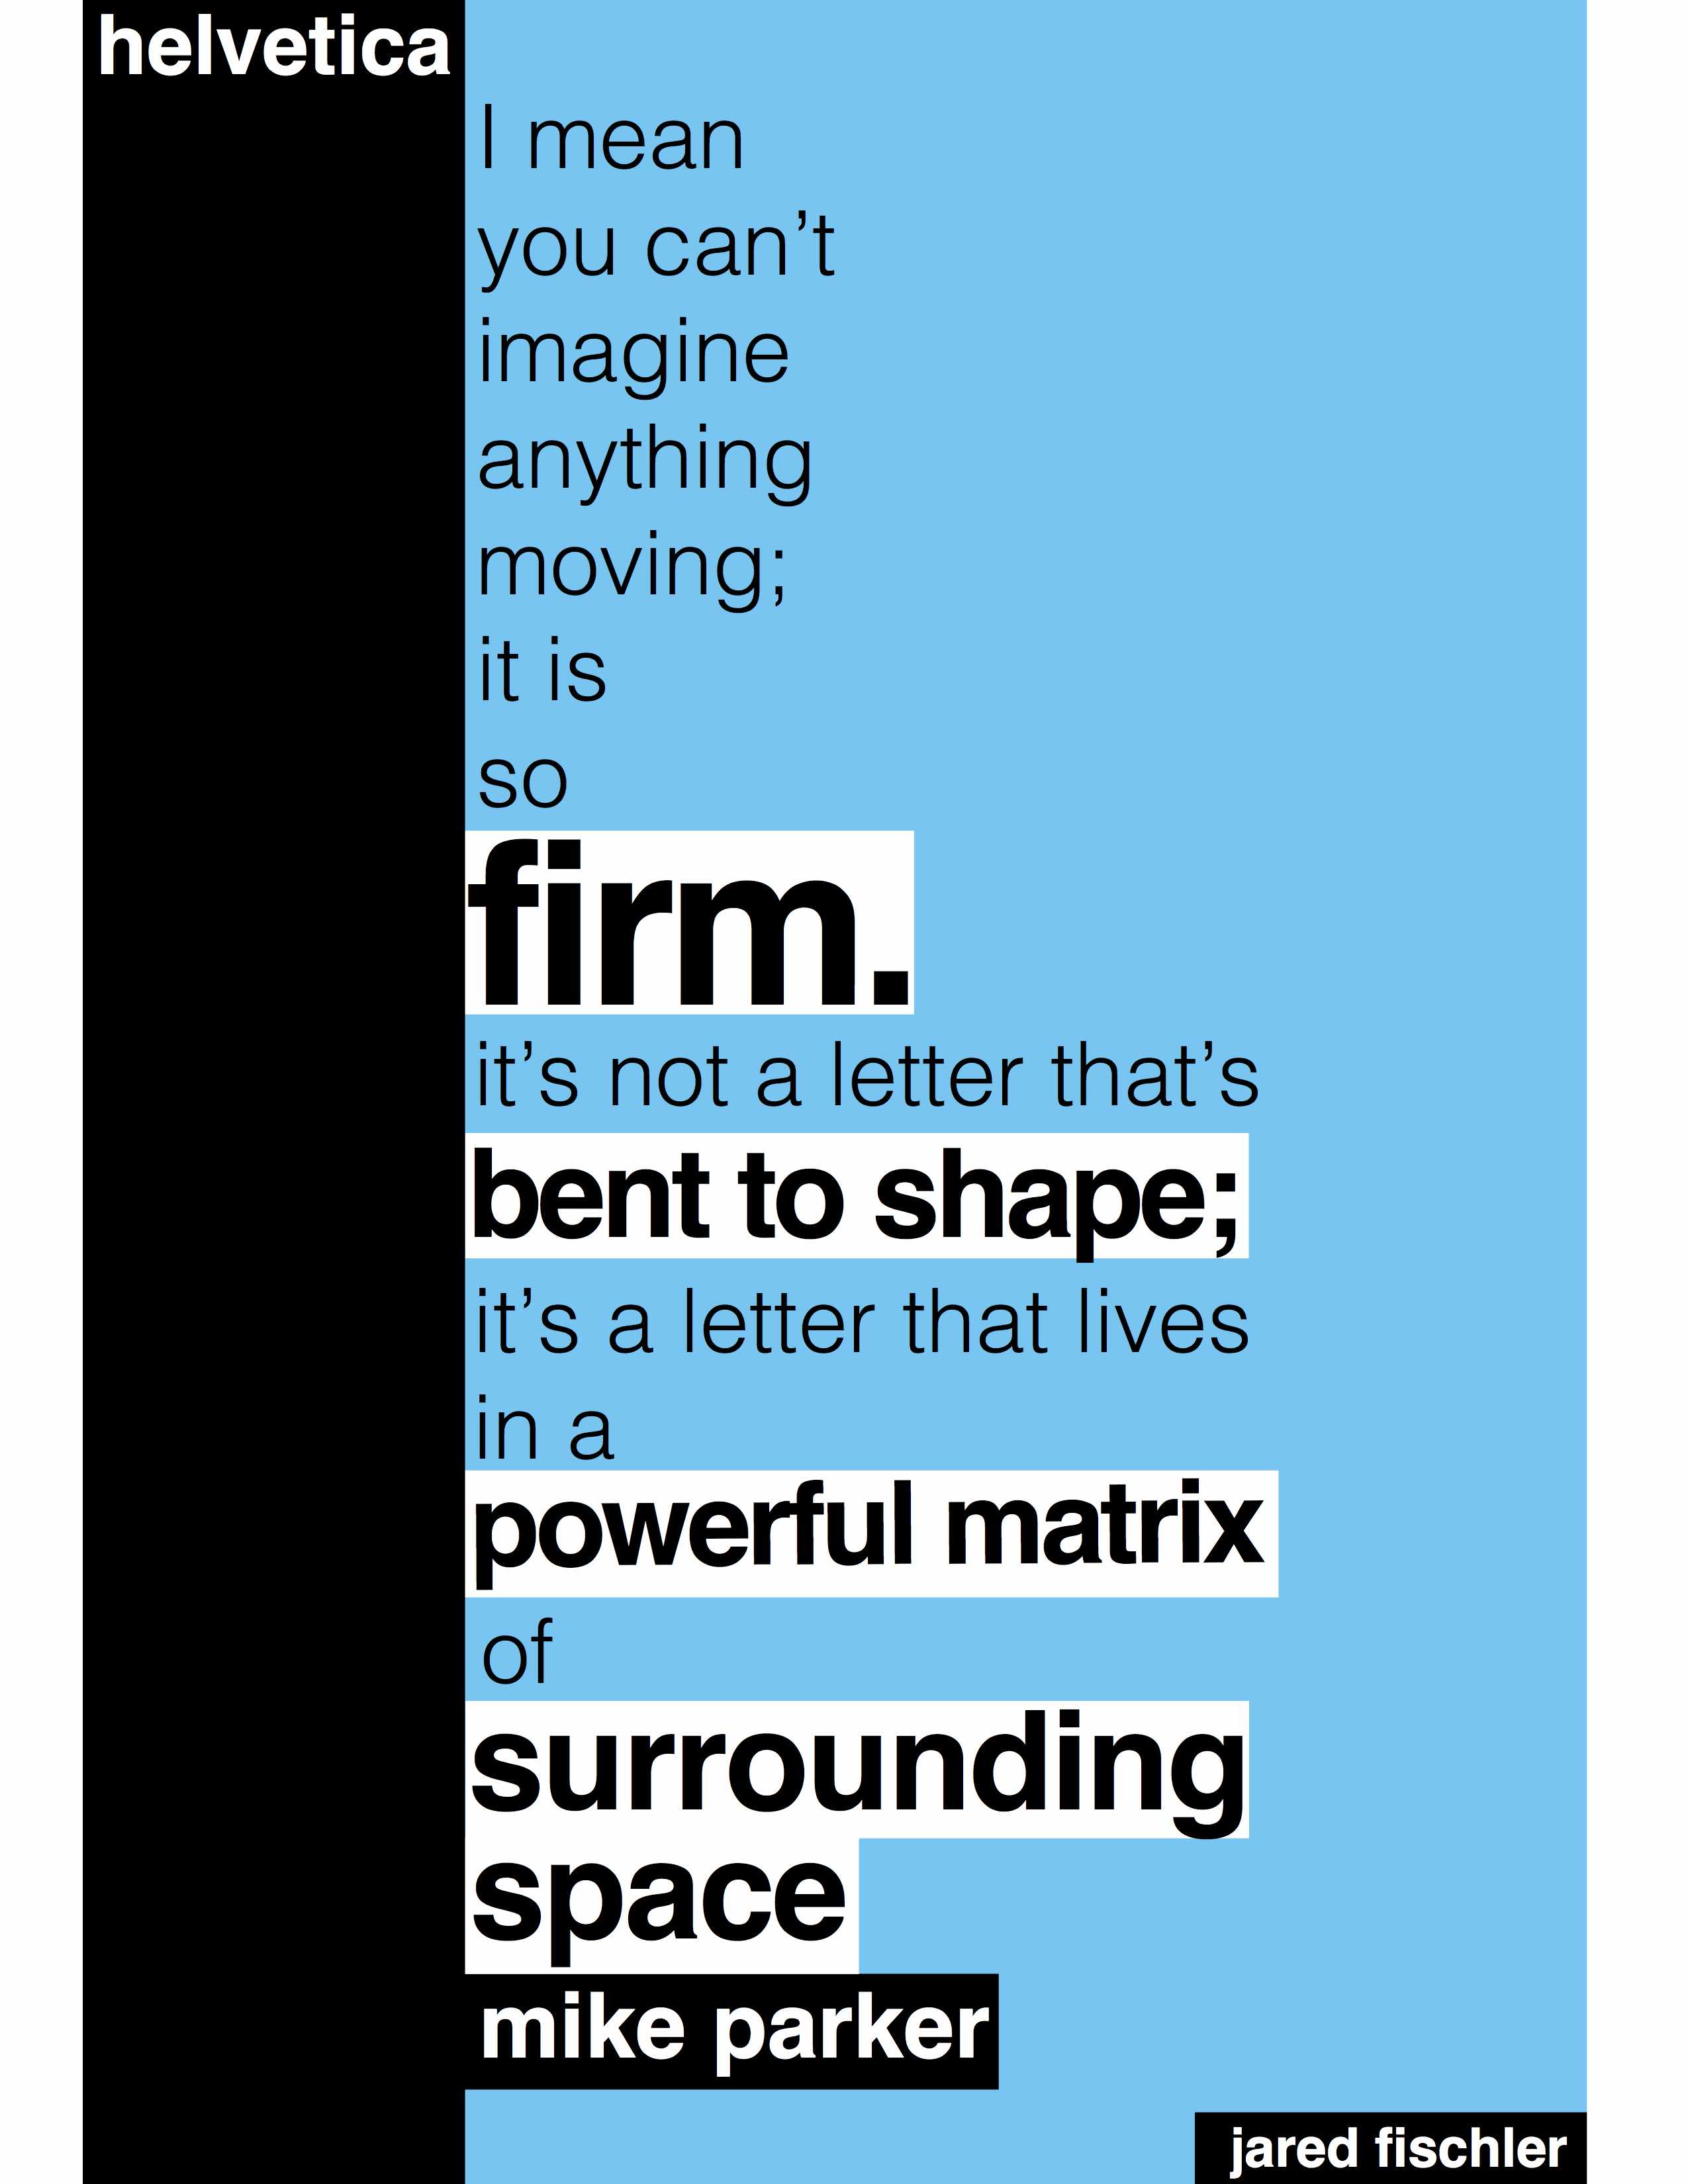 helvetica
I mean
you can’t
imagine
anything
moving;
it is
so
firm.
it’s not a letter that’s
bent to shape;
it’s a letter that lives
in a
powerful matrix
of
surrounding
space
mike parker
jared fischler